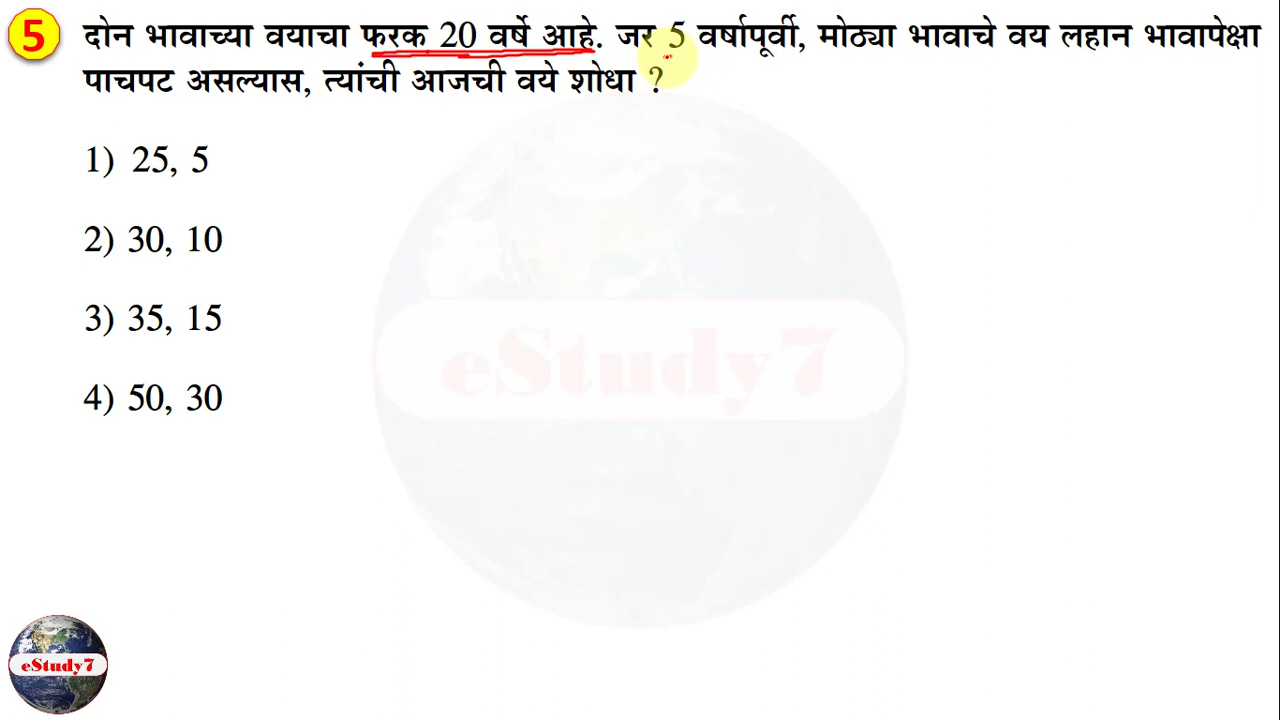 5 दोन भावाच्या वयाचा फरक 20 वर्षे आहे. जर 5 वर्षापूर्वी, मोठ्या भावाचे वय लहान भावापेक्षा
पाचपट असल्यास, त्यांची आजची वये शोधा ?
1) 25, 5
2) 30, 10
3) 35, 15
4) 50, 30
eStudy7
eStudy7